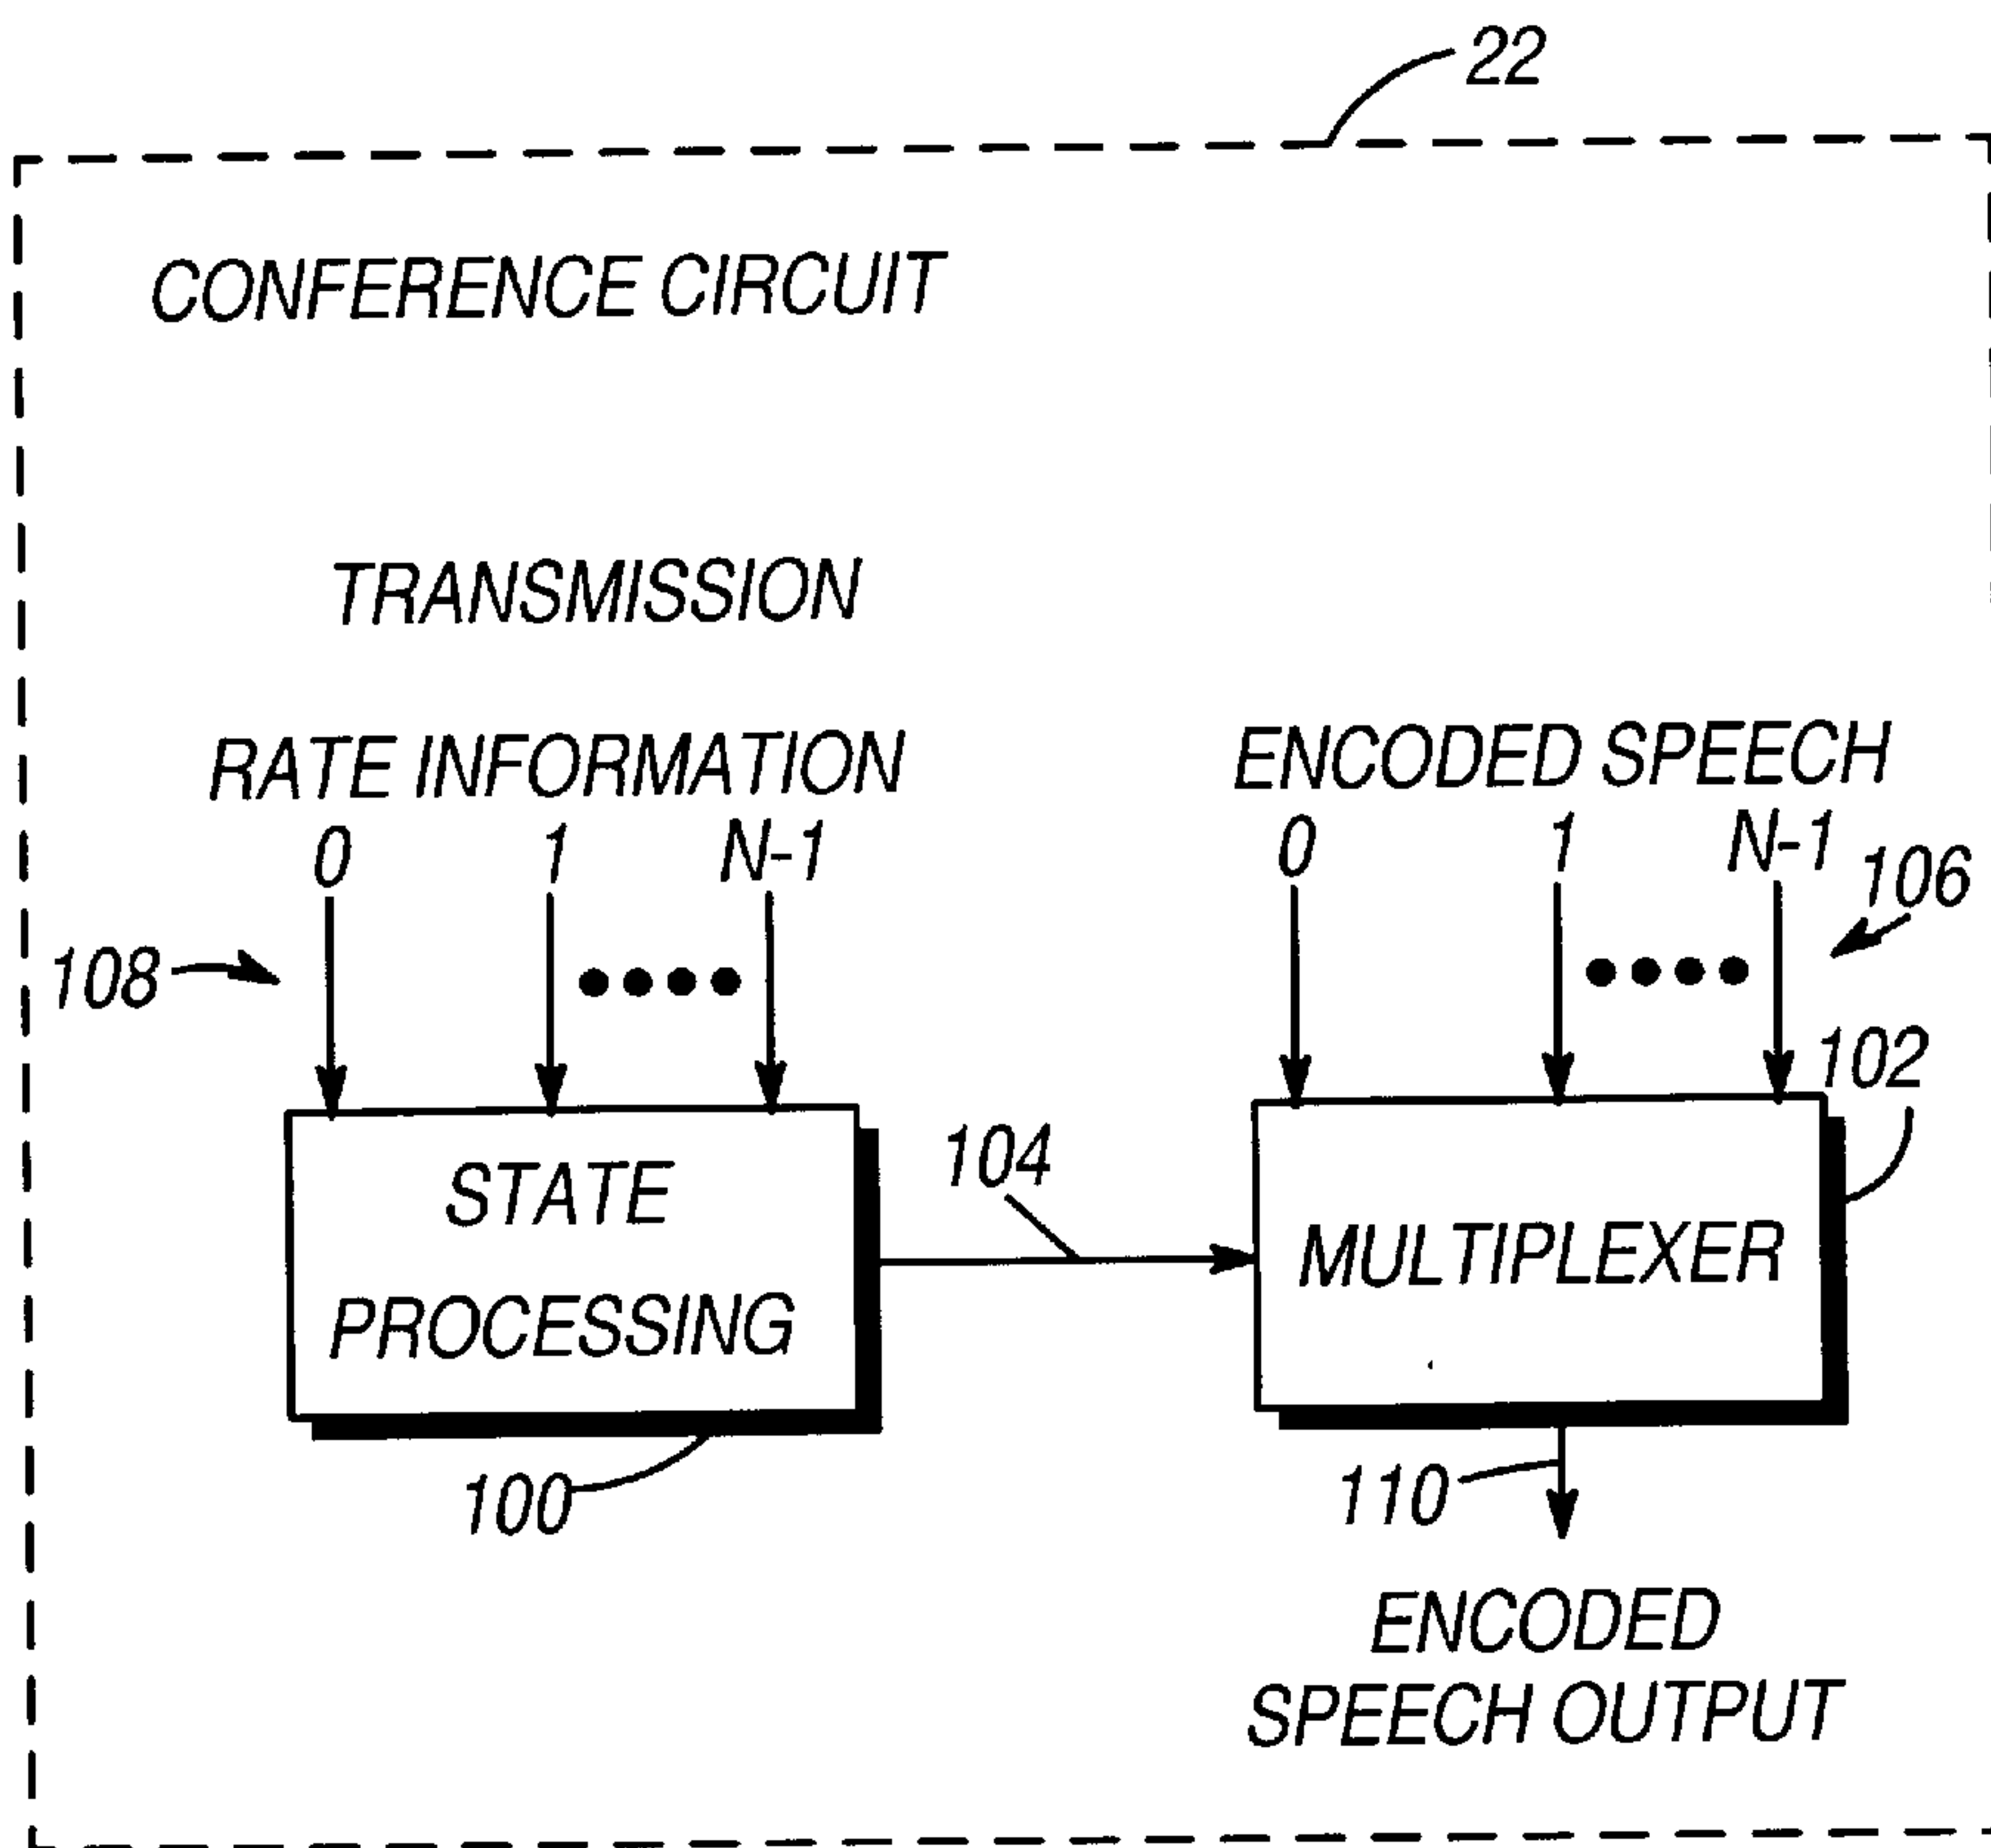 22
CONFERENCE CIRCUIT
TRANSMISSION
RATE INFORMATION
0 1 N-1
ENCODED SPEECH
0 1 N-1
106
108
102
104
STATE
PROCESSING
MULTIPLEXER
100
110
ENCODED
SPEECH OUTPUT